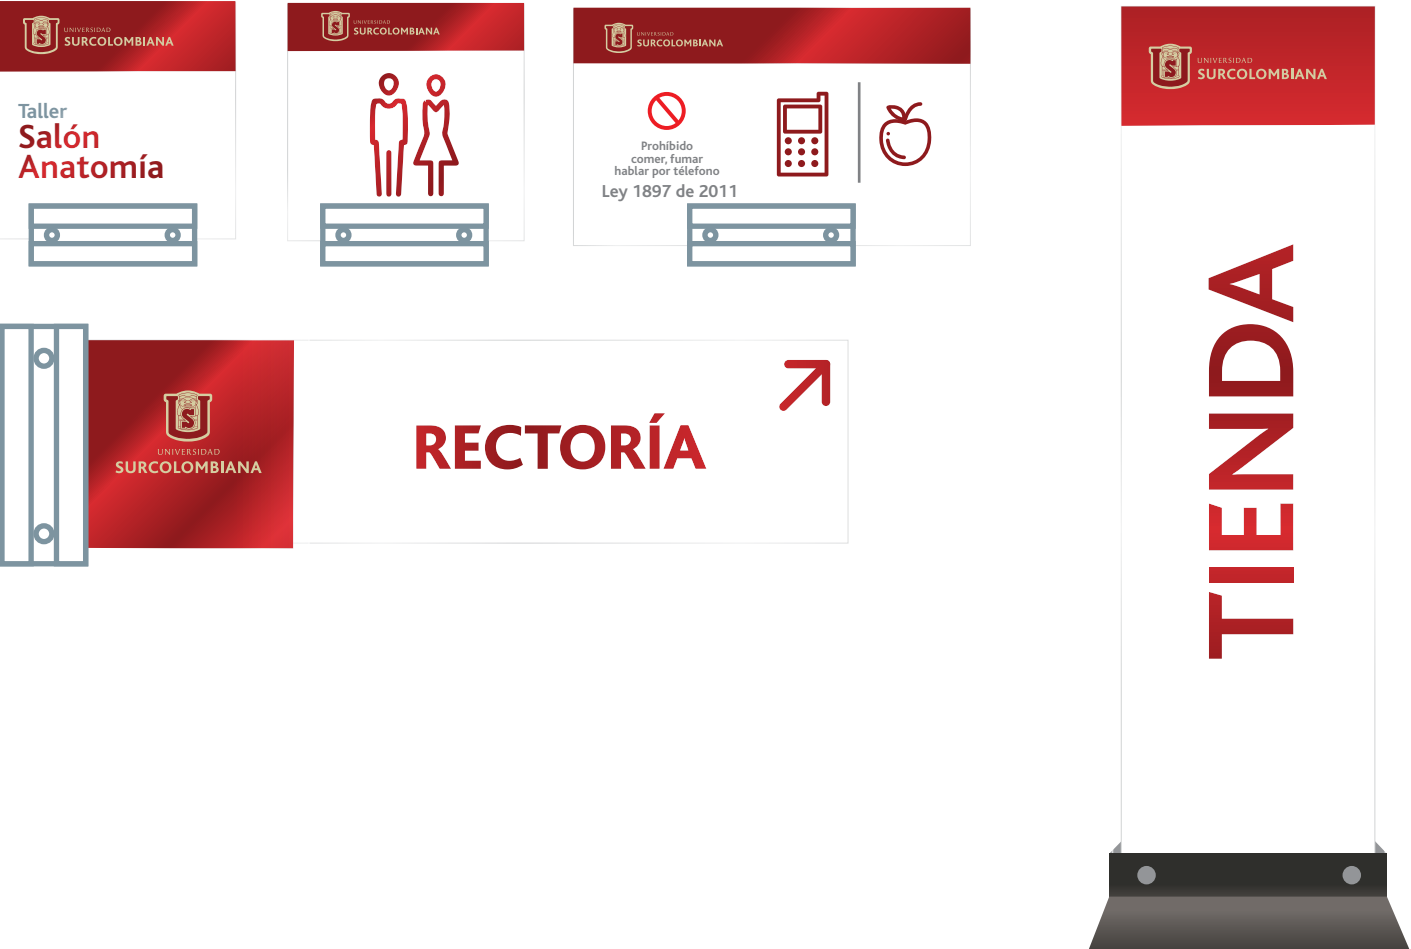 UNIVERSIDAD
SURCOLOMBIANA
Taller
Salón
Anatomía
UNIVERSIDAD
SURCOLOMBIANA
UNIVERSIDAD
SURCOLOMBIANA
Prohíbido
comer, fumar
hablar por télefono
Ley 1897 de 2011
UNIVERSIDAD
SURCOLOMBIANA
RECTORÍA
UNIVERSIDAD
SURCOLOMBIANA
TIENDA